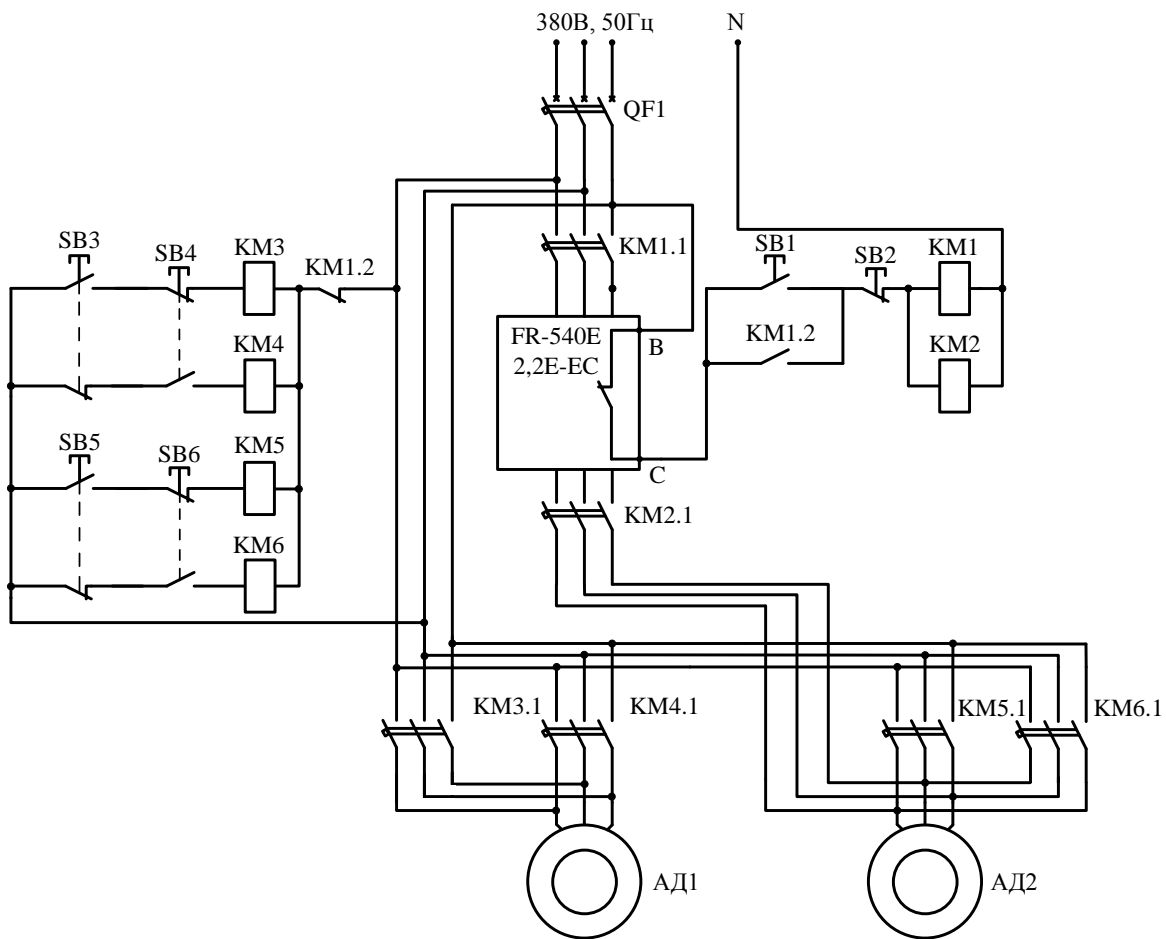 380В, 50Гц
N
QF1
SB3
SB4
KM3
KM1.2
KM1.1
SB1
SB2
KM1
FR-540E
2,2E-EC
B
KM1.2
KM2
KM4
SB5
SB6
KM5
C
KM2.1
KM6
KM3.1
KM4.1
KM5.1
KM6.1
АД1
АД2